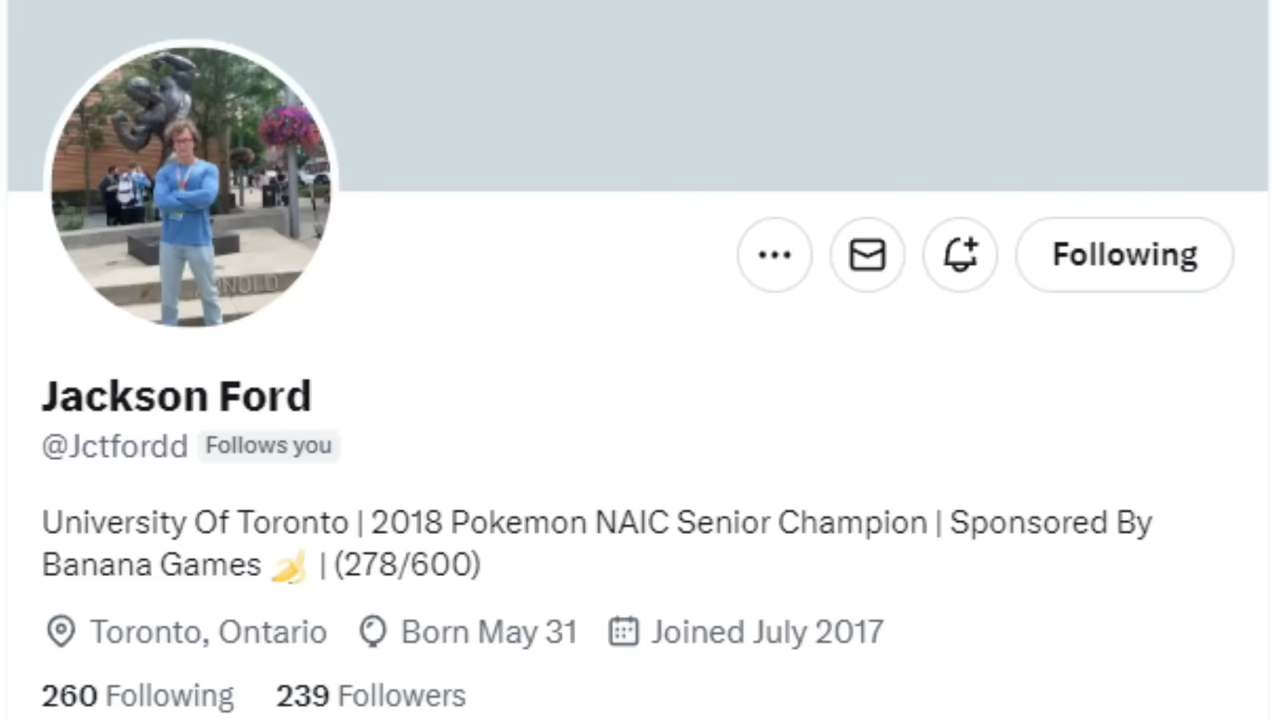 ARNOLD
Following
Jackson Ford
@Jctfordd Follows you
University Of Toronto | 2018 Pokemon NAIC Senior Champion | Sponsored By
Banana Games 🍌 | (278/600)
Toronto, Ontario Born May 31 Joined July 2017
260 Following 239 Followers